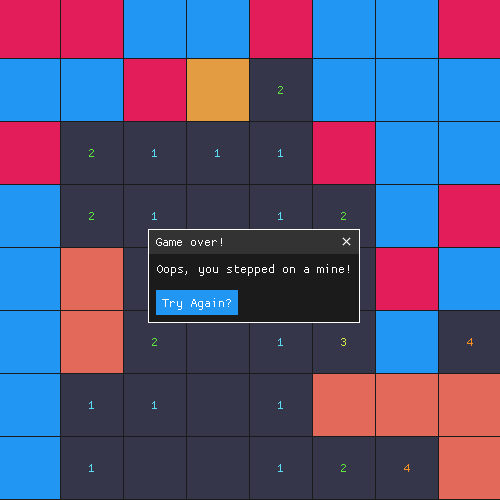 2
2 1 1 1
2 1 1 2
Game over! ✕
Oops, you stepped on a mine!
Try Again?
2 1 3 4
1 1 1
1 1 2 4